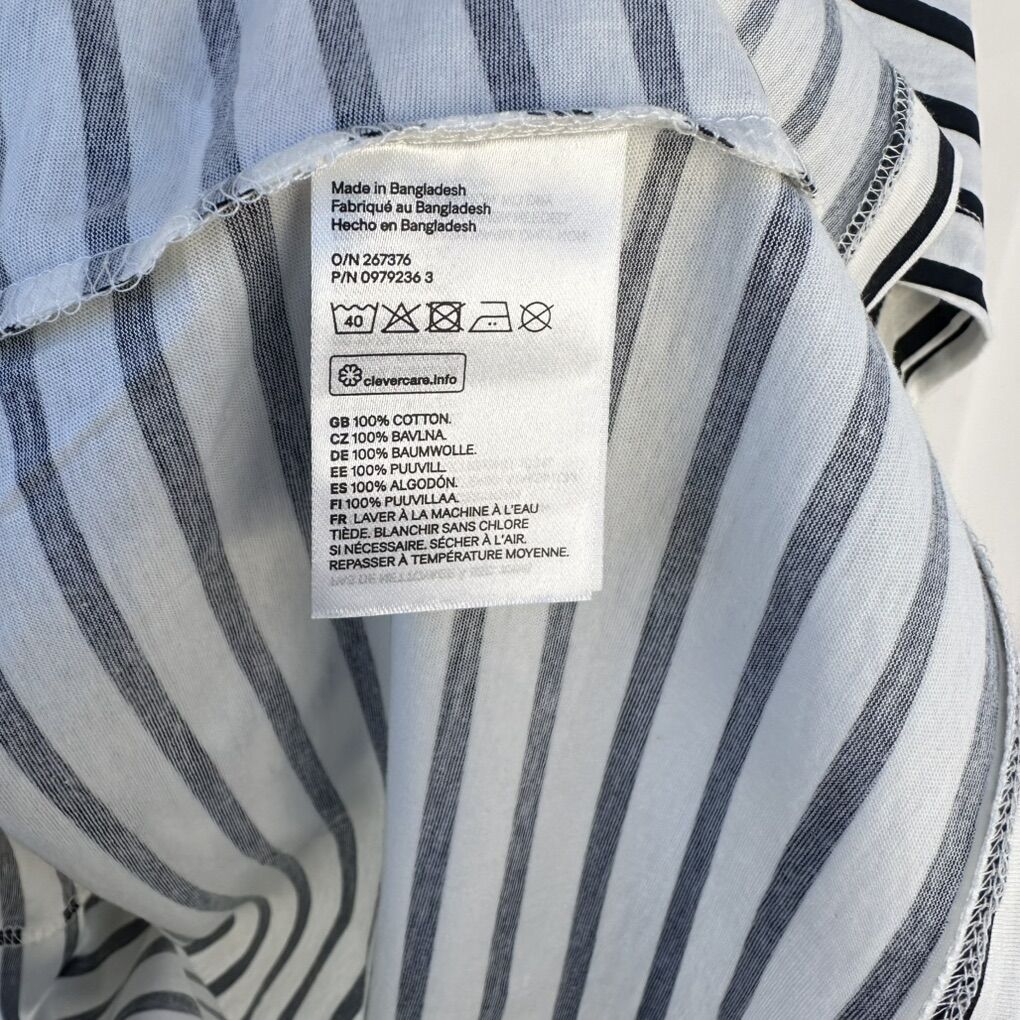 Made in Bangladesh
Fabriqué au Bangladesh
Hecho en Bangladesh
O/N 267376
P/N 0979236 3
40
clevercare.info
GB 100% COTTON.
CZ 100% BAVLNA.
DE 100% BAUMWOLLE.
EE 100% PUUVILL.
ES 100% ALGODÓN.
FI 100% PUUVILLAA.
FR LAVER À LA MACHINE À L'EAU
TIÈDE. BLANCHIR SANS CHLORE
SI NÉCESSAIRE. SÉCHER À L'AIR.
REPASSER À TEMPÉRATURE MOYENNE.